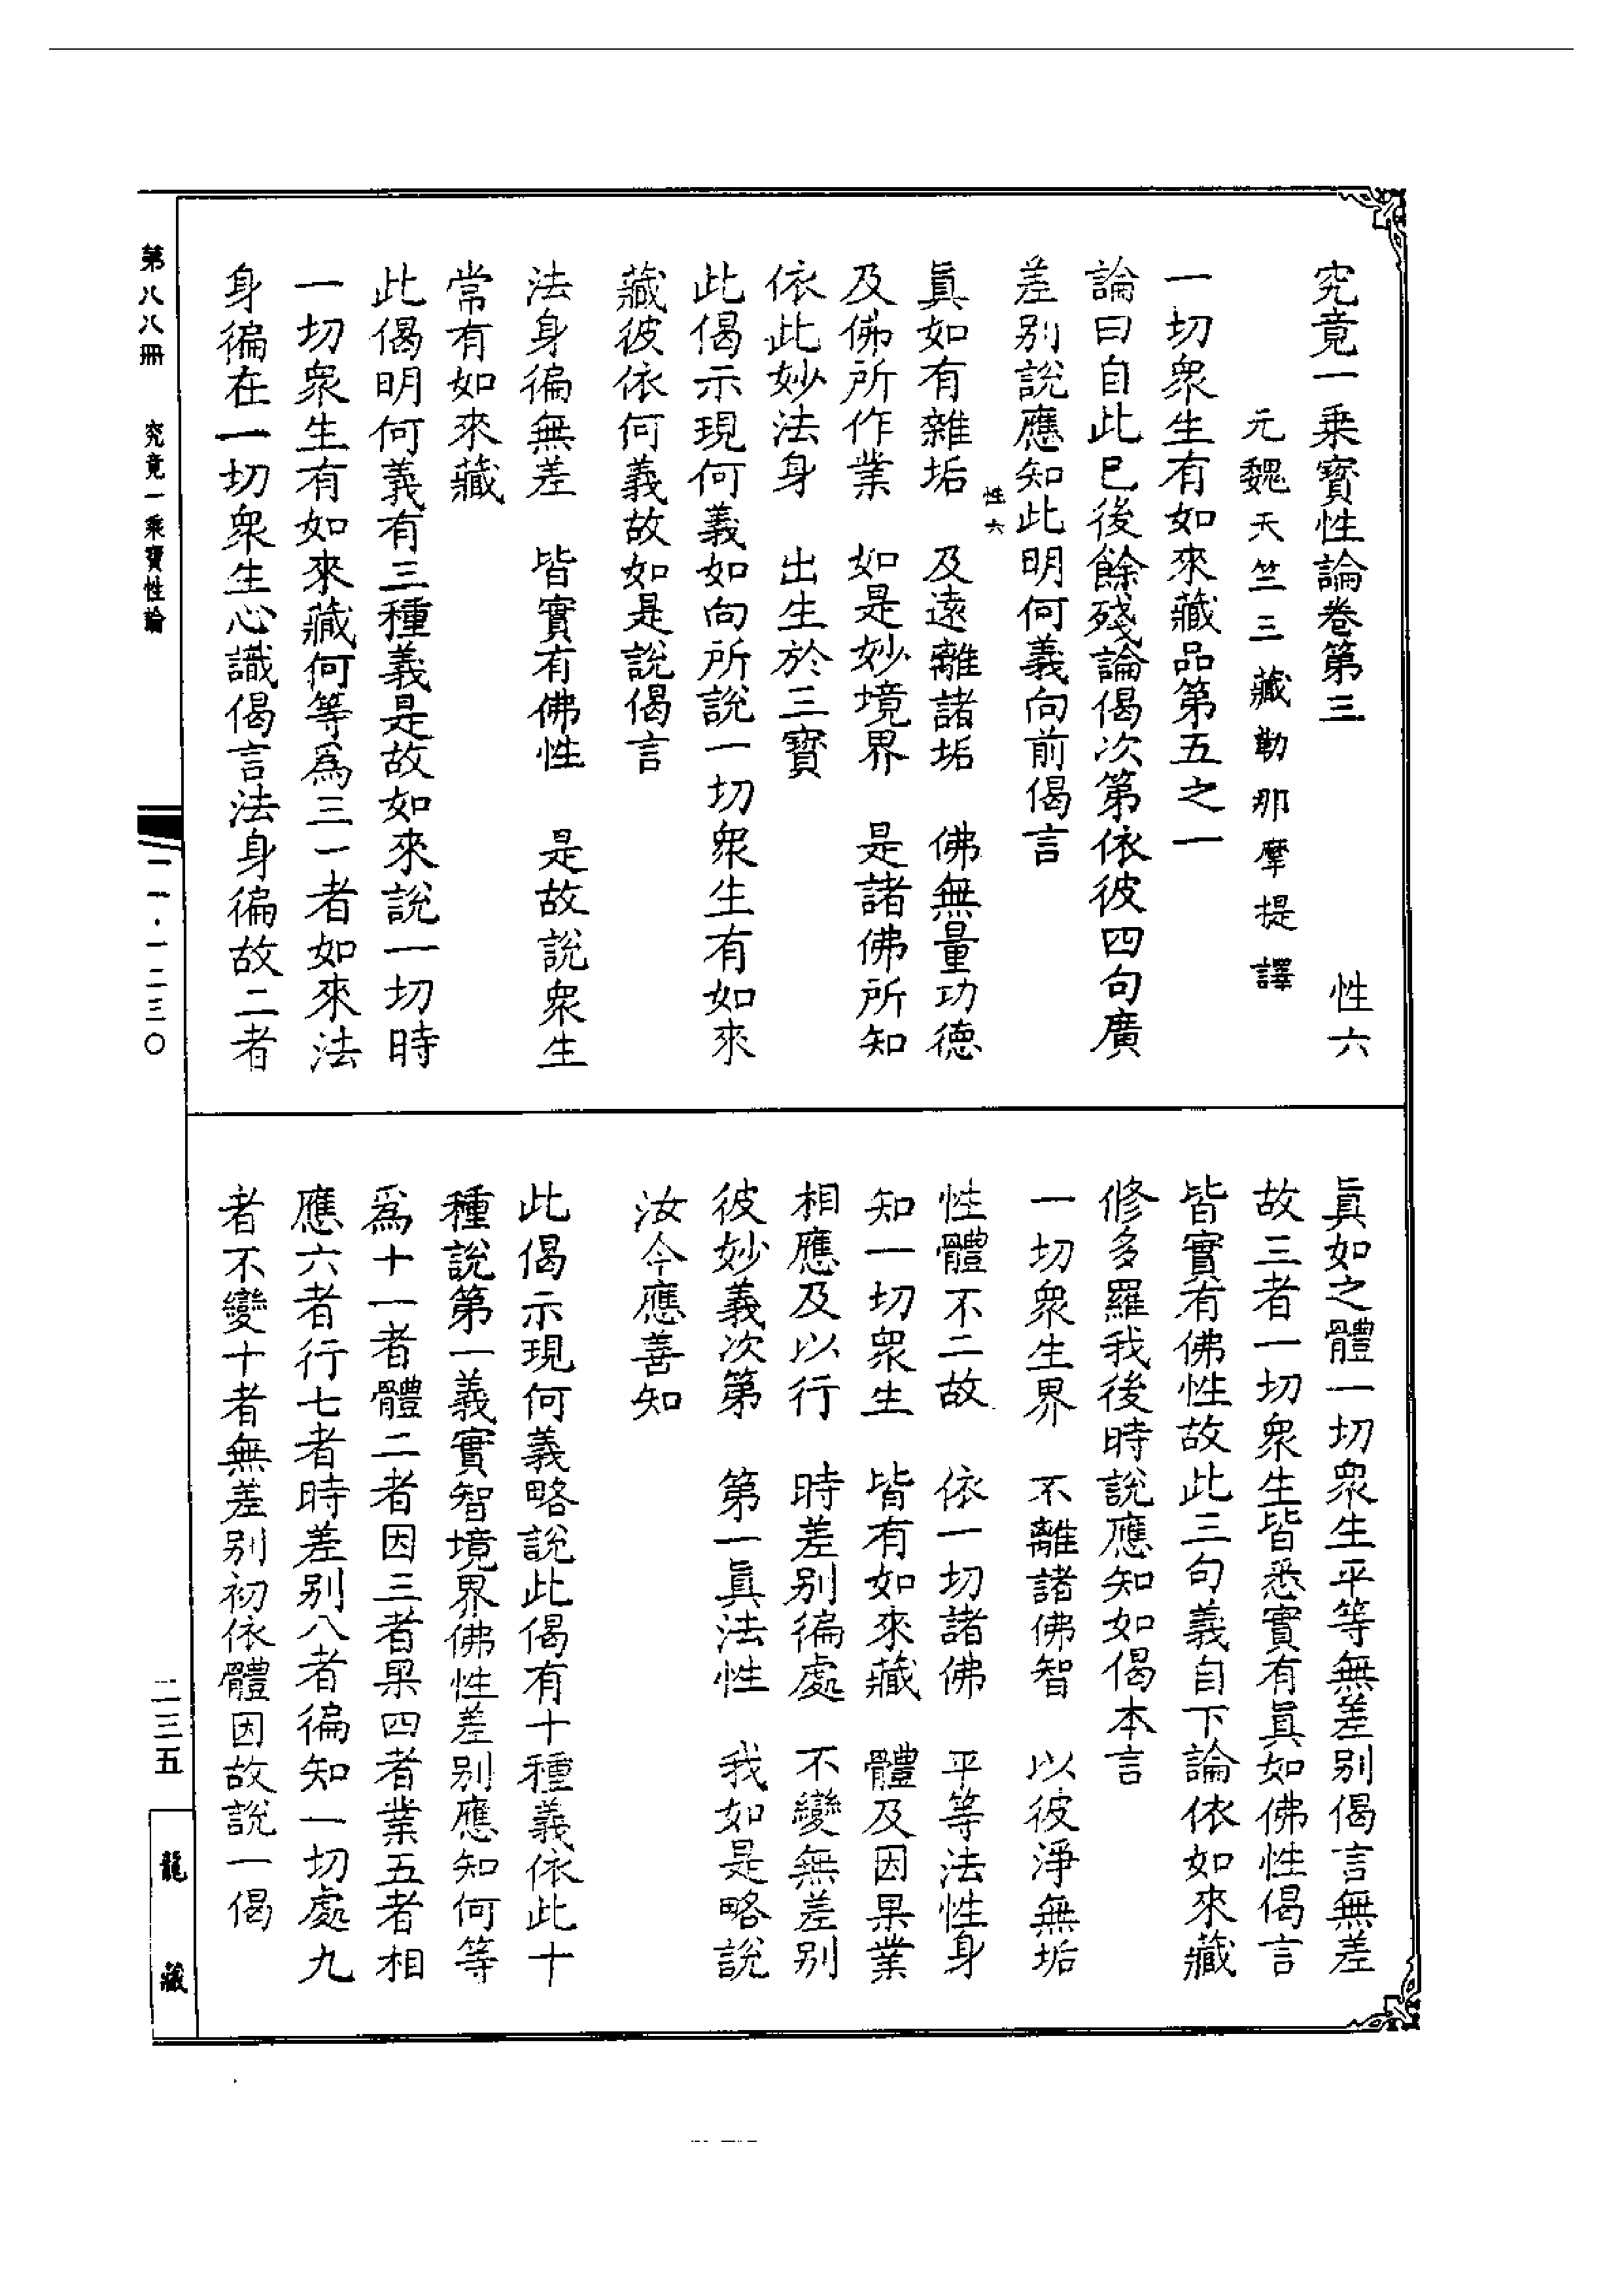 究竟一乘寳性論卷第三　性六
元魏天竺三藏勒那摩提譯
一切衆生有如來藏品第五之一
論曰自此已後餘殘論偈次第依彼四句廣
差別說應知此明何義向前偈言
性六
眞如有雜垢　及遠離諸垢　佛無量功德
及佛所作業　如是妙境界　是諸佛所知
依此妙法身　出生於三寳
此偈示現何義如向所說一切衆生有如來
藏彼依何義故如是說偈言
法身徧無差　皆實有佛性　是故說衆生
常有如來藏
此偈明何義有三種義是故如來說一切時
一切衆生有如來藏何等爲三一者如來法
身徧在一切衆生心識偈言法身徧故二者
眞如之體一切衆生平等無差別偈言無差
故三者一切衆生皆悉實有眞如佛性偈言
皆實有佛性故此三句義自下論依如來藏
修多羅我後時說應知如偈本言
一切衆生界　不離諸佛智　以彼淨無垢
性體不二故　依一切諸佛　平等法性身
知一切衆生　皆有如來藏　體及因果業
相應及以行　時差別徧處　不變無差別
彼妙義次第　第一眞法性　我如是略說
汝今應善知
此偈示現何義略說此偈有十種義依此十
種說第一義實智境界佛性差別應知何等
爲十一者體二者因三者果四者業五者相
應六者行七者時差別八者徧知一切處九
者不變十者無差別初依體因故說一偈
第八八冊　究竟一乘寳性論
一一·一二三〇
二三五
龍藏